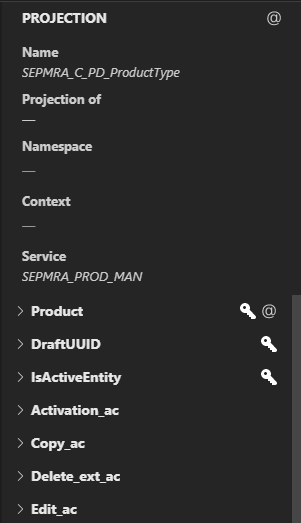 PROJECTION @
Name
SEPMRA_C_PD_ProductType
Projection of
—
Namespace
—
Context
—
Service
SEPMRA_PROD_MAN
Product @
DraftUUID
IsActiveEntity
Activation_ac
Copy_ac
Delete_ext_ac
Edit_ac